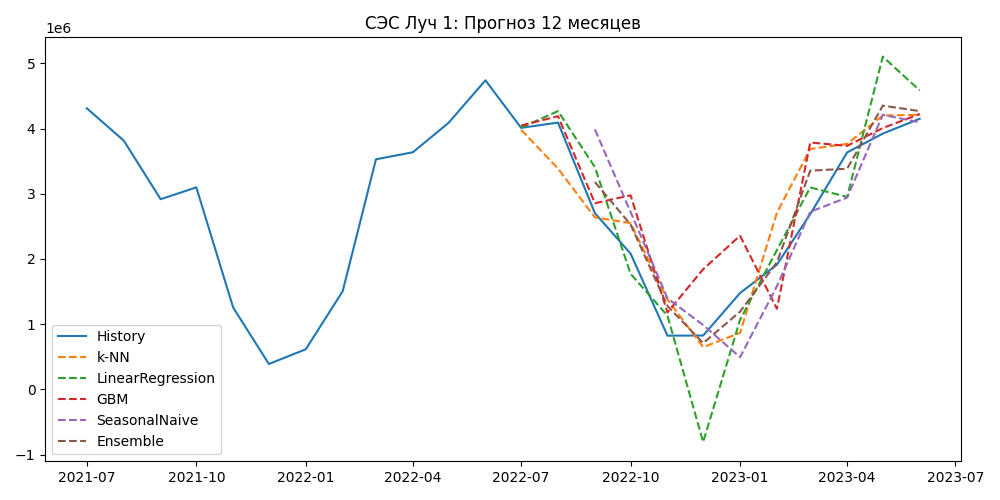 СЭС Луч 1: Прогноз 12 месяцев
1e6
5
4
3
2
1
0
−1
History
k-NN
LinearRegression
GBM
SeasonalNaive
Ensemble
2021-07 2021-10 2022-01 2022-04 2022-07 2022-10 2023-01 2023-04 2023-07